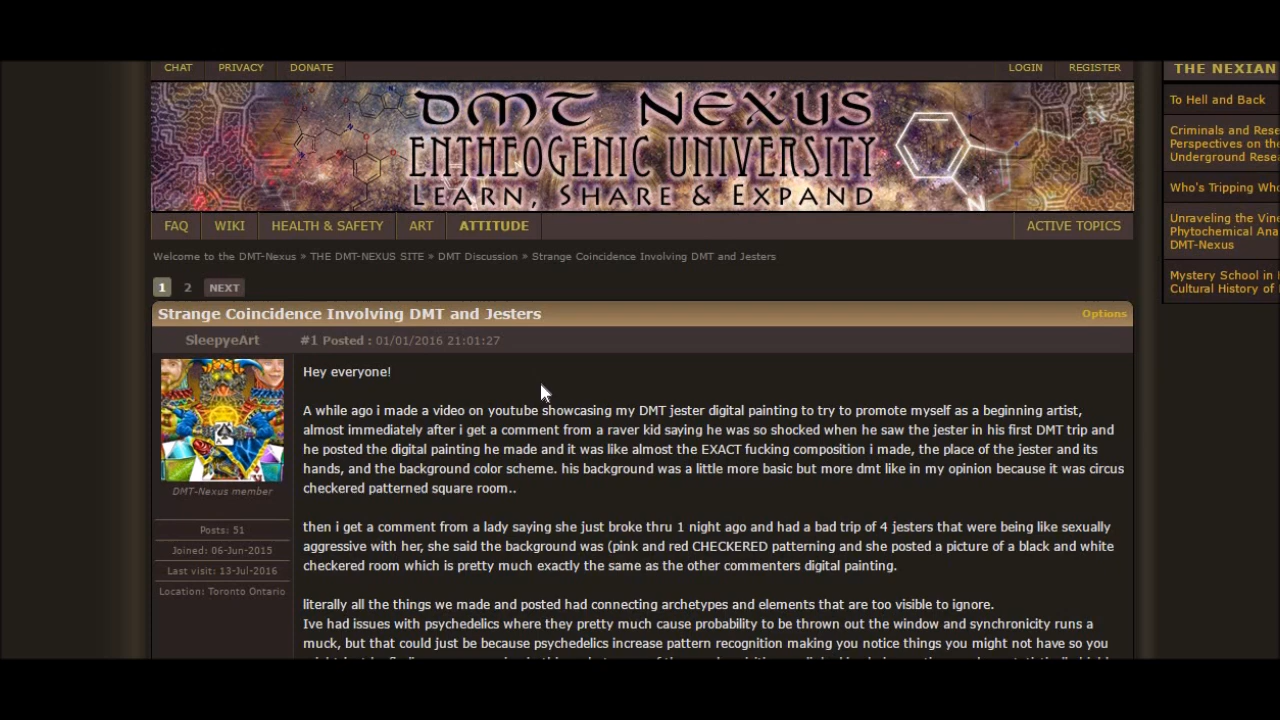 CHAT PRIVACY DONATE LOGIN REGISTER
DMT NEXUS
ENTHEOGENIC UNIVERSITY
LEARN, SHARE & EXPAND
FAQ WIKI HEALTH & SAFETY ART ATTITUDE ACTIVE TOPICS
Welcome to the DMT-Nexus » THE DMT-NEXUS SITE » DMT Discussion » Strange Coincidence Involving DMT and Jesters
1 2 NEXT
Strange Coincidence Involving DMT and Jesters Options
SleepyeArt #1 Posted : 01/01/2016 21:01:27
DMT-Nexus member
Posts: 51
Joined: 06-Jun-2015
Last visit: 13-Jul-2016
Location: Toronto Ontario
Hey everyone!
A while ago i made a video on youtube showcasing my DMT jester digital painting to try to promote myself as a beginning artist,
almost immediately after i get a comment from a raver kid saying he was so shocked when he saw the jester in his first DMT trip and
he posted the digital painting he made and it was like almost the EXACT fucking composition i made, the place of the jester and its
hands, and the background color scheme. his background was a little more basic but more dmt like in my opinion because it was circus
checkered patterned square room..
then i get a comment from a lady saying she just broke thru 1 night ago and had a bad trip of 4 jesters that were being like sexually
aggressive with her, she said the background was (pink and red CHECKERED patterning and she posted a picture of a black and white
checkered room which is pretty much exactly the same as the other commenters digital painting.
literally all the things we made and posted had connecting archetypes and elements that are too visible to ignore.
Ive had issues with psychedelics where they pretty much cause probability to be thrown out the window and synchronicity runs a
muck, but that could just be because psychedelics increase pattern recognition making you notice things you might not have so you
THE NEXIAN
To Hell and Back
Criminals and Rese
Perspectives on the
Underground Rese
Who's Tripping Who
Unraveling the Vin
Phytochemical Ana
DMT-Nexus
Mystery School in
Cultural History of